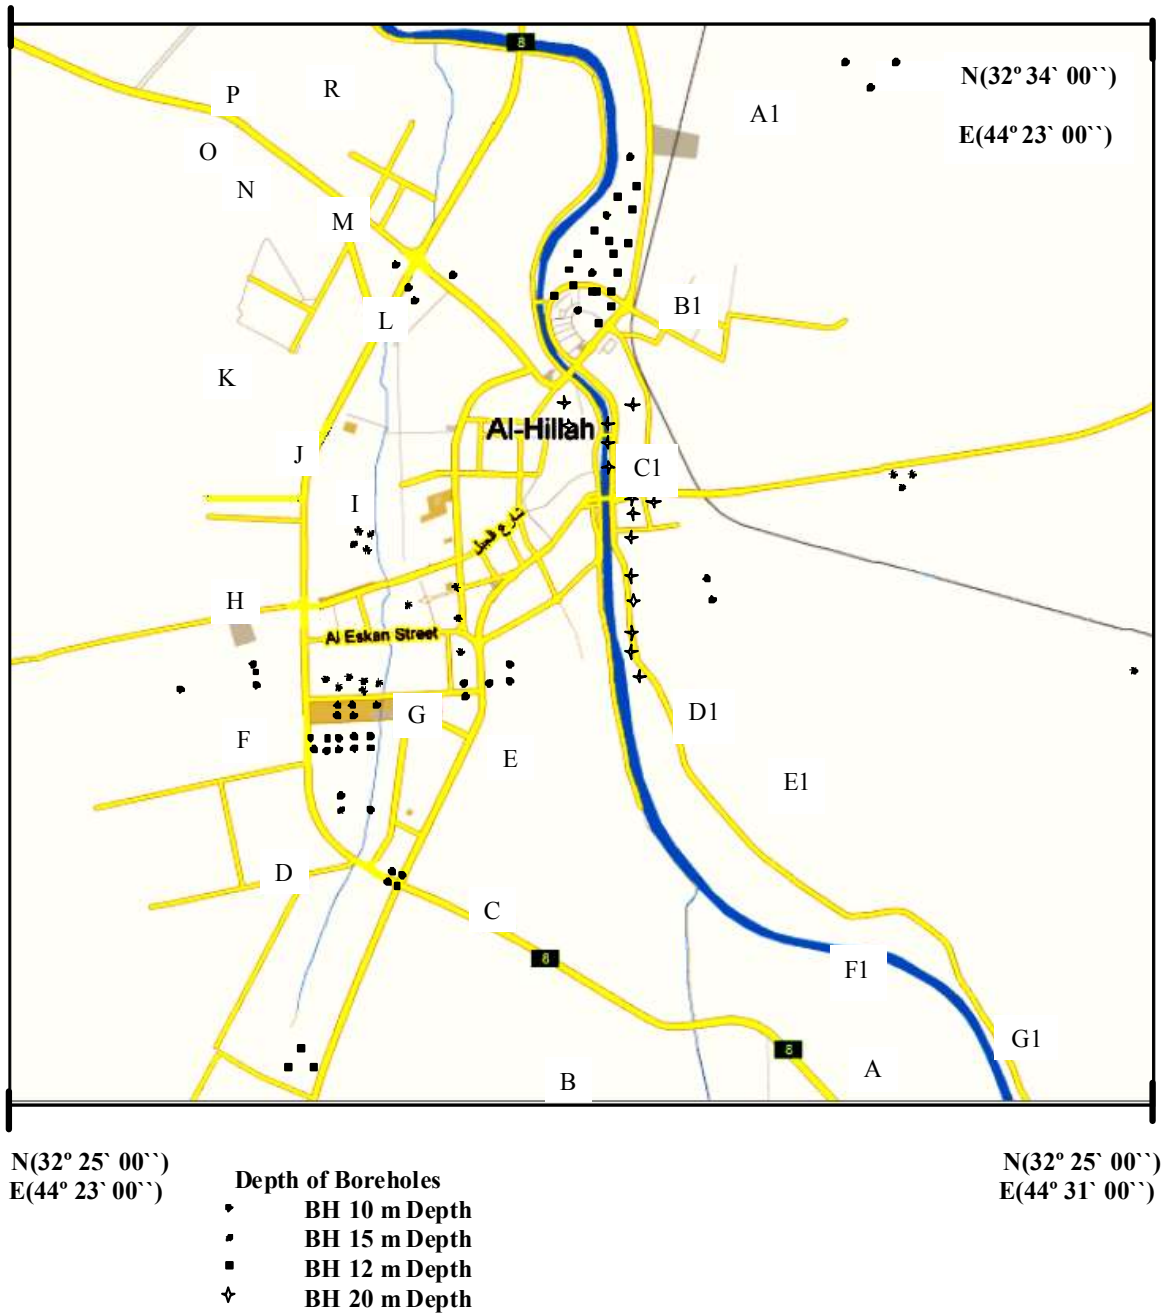 8
N(32º 34` 00``)
R
P
A1
E(44º 23` 00``)
O
N
M
B1
L
K
Al-Hillah
J
C1
I
شارع الجبل
H
Al Eskan Street
D1
G
F
E
E1
D
C
8
F1
G1
8
A
B
N(32º 25` 00``)
E(44º 23` 00``)
N(32º 25` 00``)
E(44º 31` 00``)
Depth of Boreholes
BH 10 m Depth
BH 15 m Depth
BH 12 m Depth
BH 20 m Depth